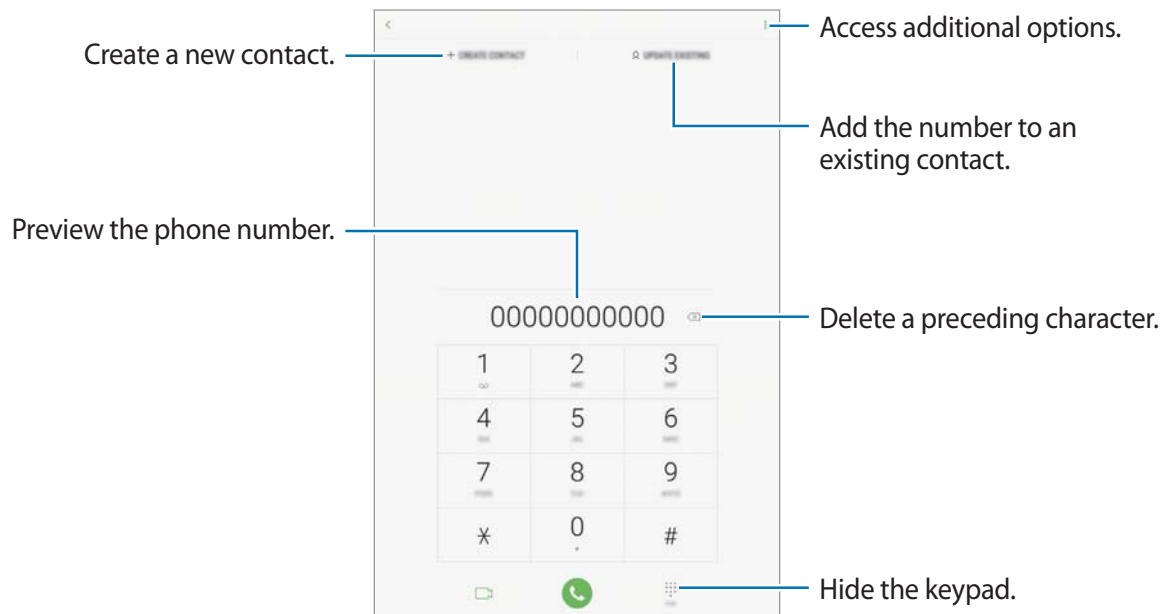 Access additional options.
Create a new contact.
CREATE CONTACT
UPDATE EXISTING
Add the number to an
existing contact.
Preview the phone number.
00000000000
Delete a preceding character.
1 2 3
4 5 6
7 8 9
* 0 #
+
Hide the keypad.